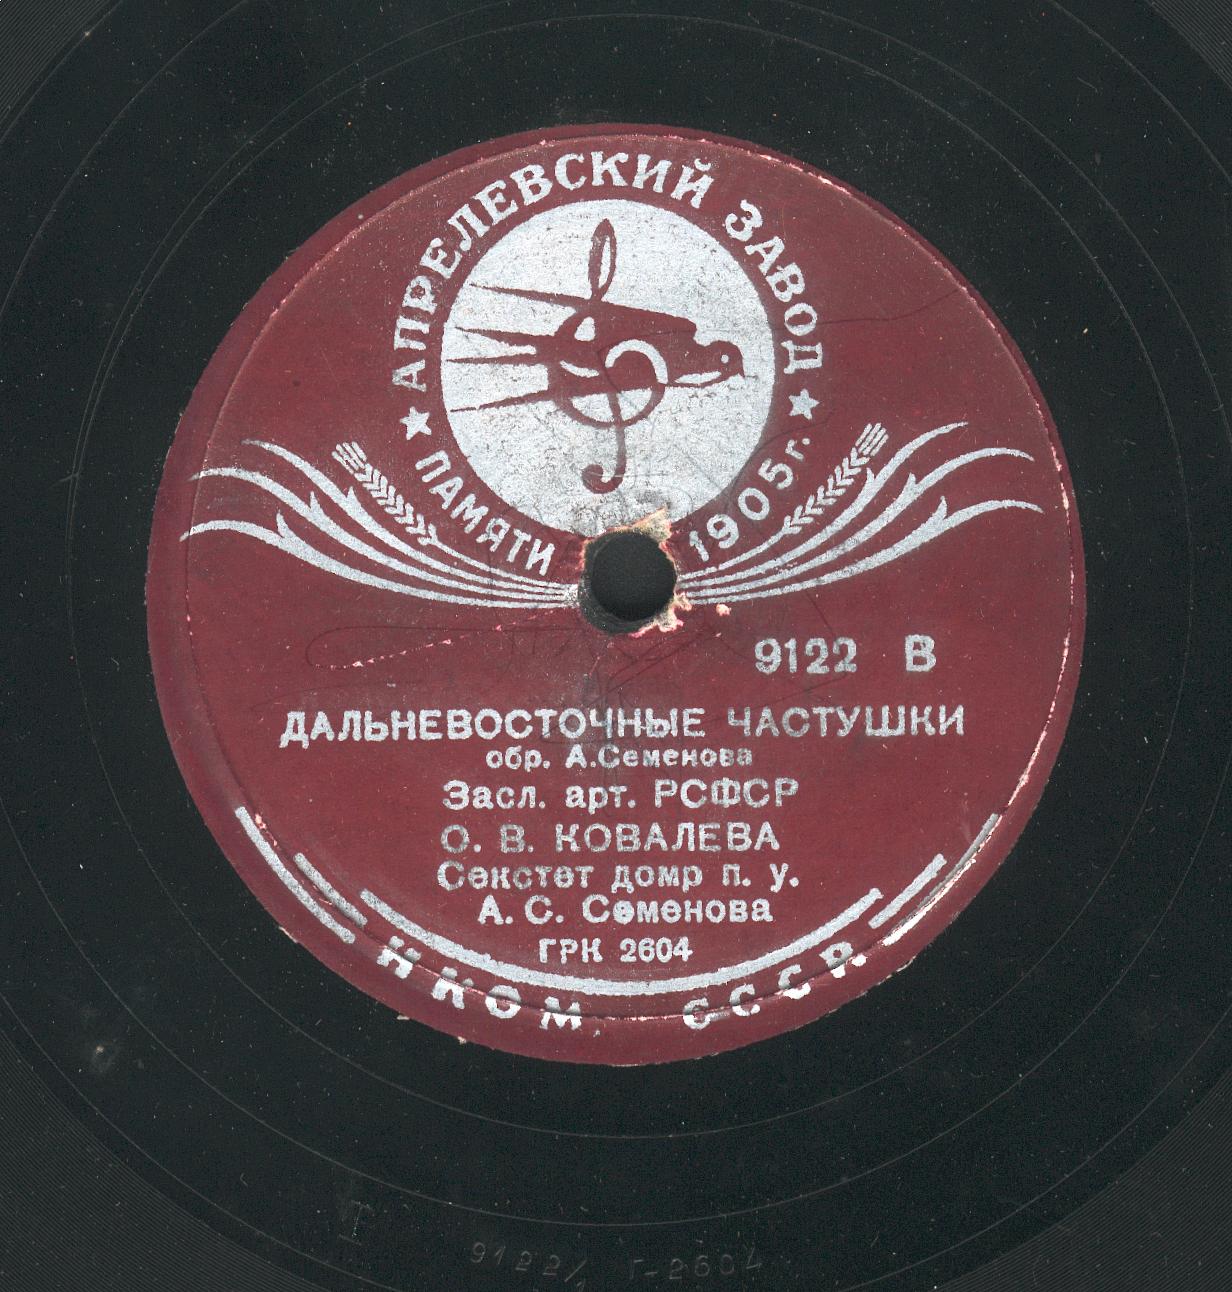 АПРЕЛЕВСКИЙ ЗАВОД
ПАМЯТИ 1905г.
9122 В
ДАЛЬНЕВОСТОЧНЫЕ ЧАСТУШКИ
обр. А.Семенова
Засл. арт. РСФСР
О. В. КОВАЛЕВА
Секстет домр п. у.
А. С. Семенова
ГРК 2604
НКОМ СССР
9122/1 Г-2604